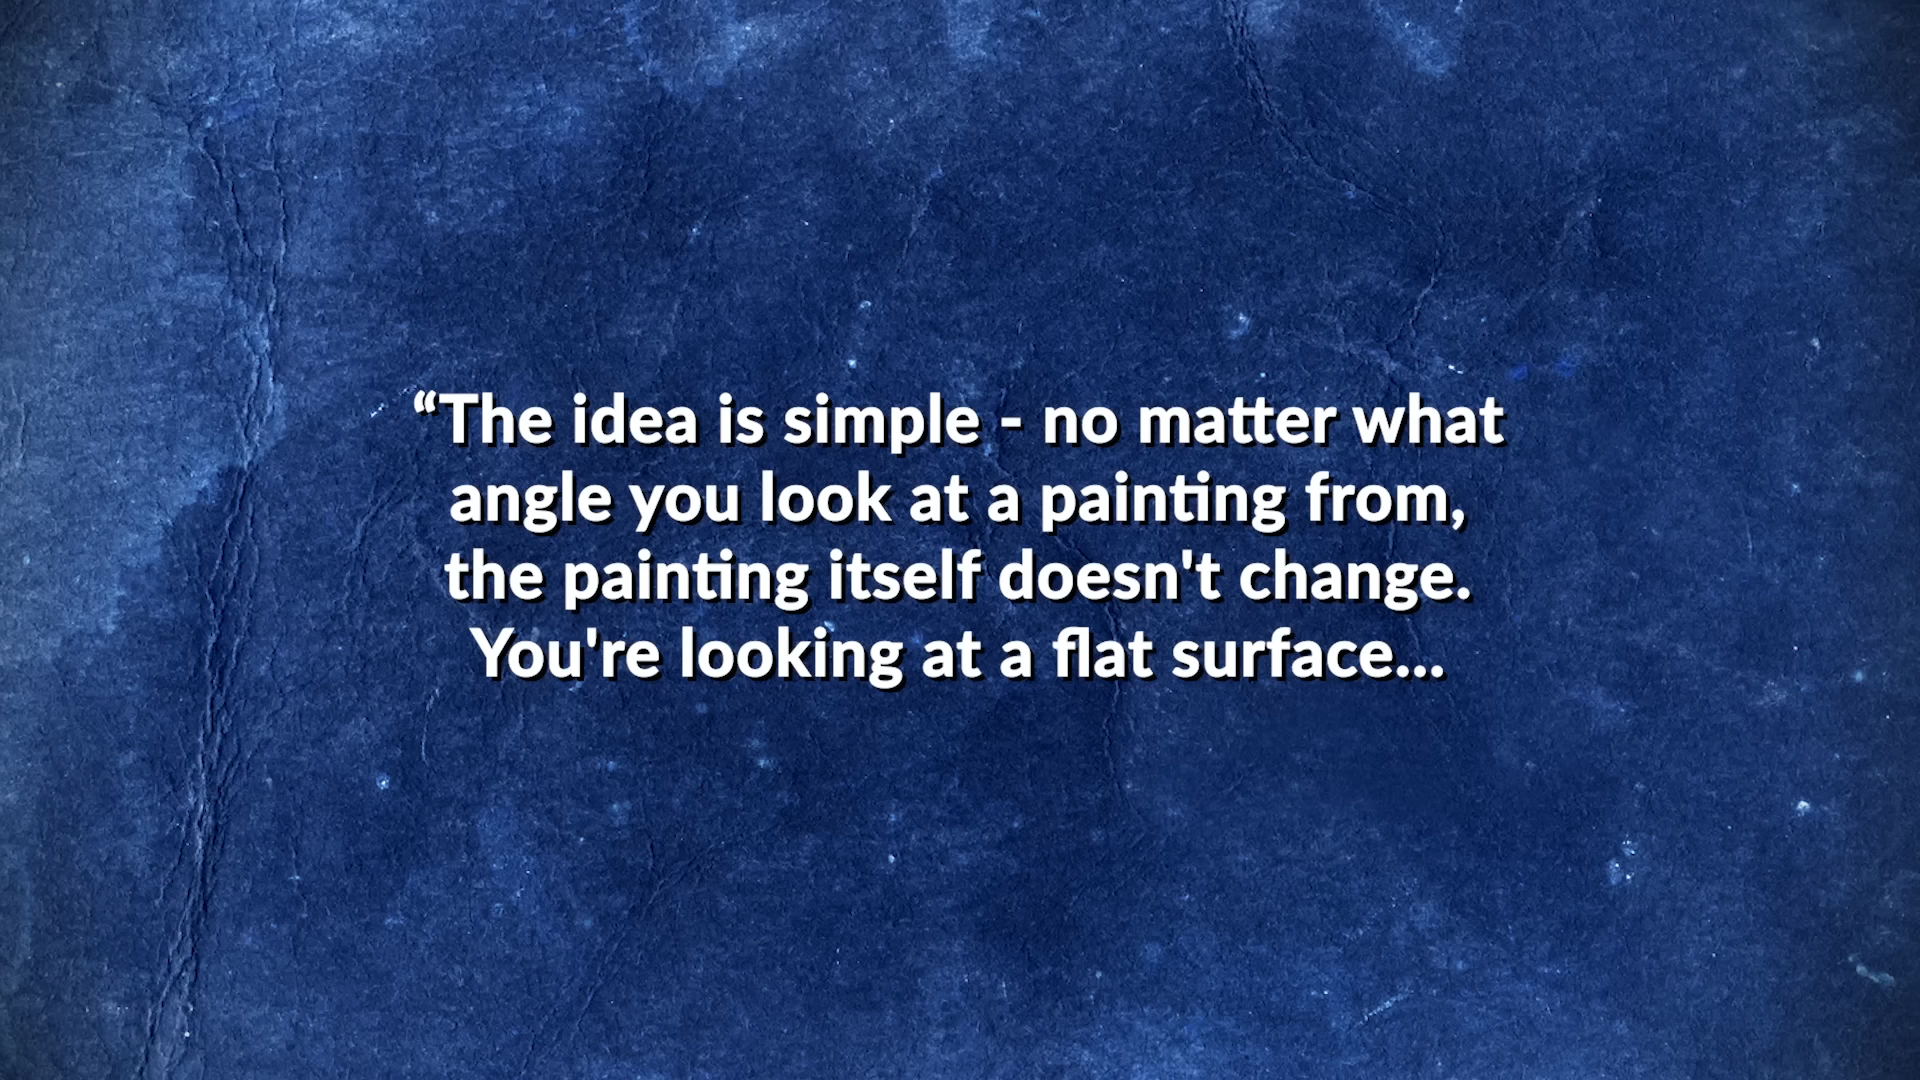 “The idea is simple - no matter what
angle you look at a painting from,
the painting itself doesn't change.
You're looking at a flat surface...